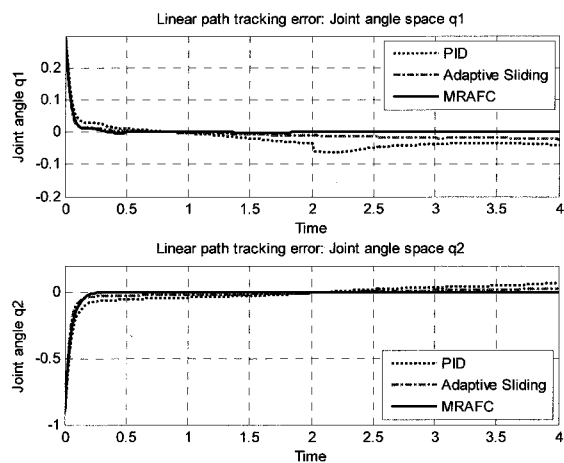 Linear path tracking error: Joint angle space q1
Joint angle q1
0.2
0.1
0
-0.1
-0.2
PID
Adaptive Sliding
MRAFC
0 0.5 1 1.5 2 2.5 3 3.5 4
Time
Linear path tracking error: Joint angle space q2
Joint angle q2
0
-0.5
-1
PID
Adaptive Sliding
MRAFC
0 0.5 1 1.5 2 2.5 3 3.5 4
Time